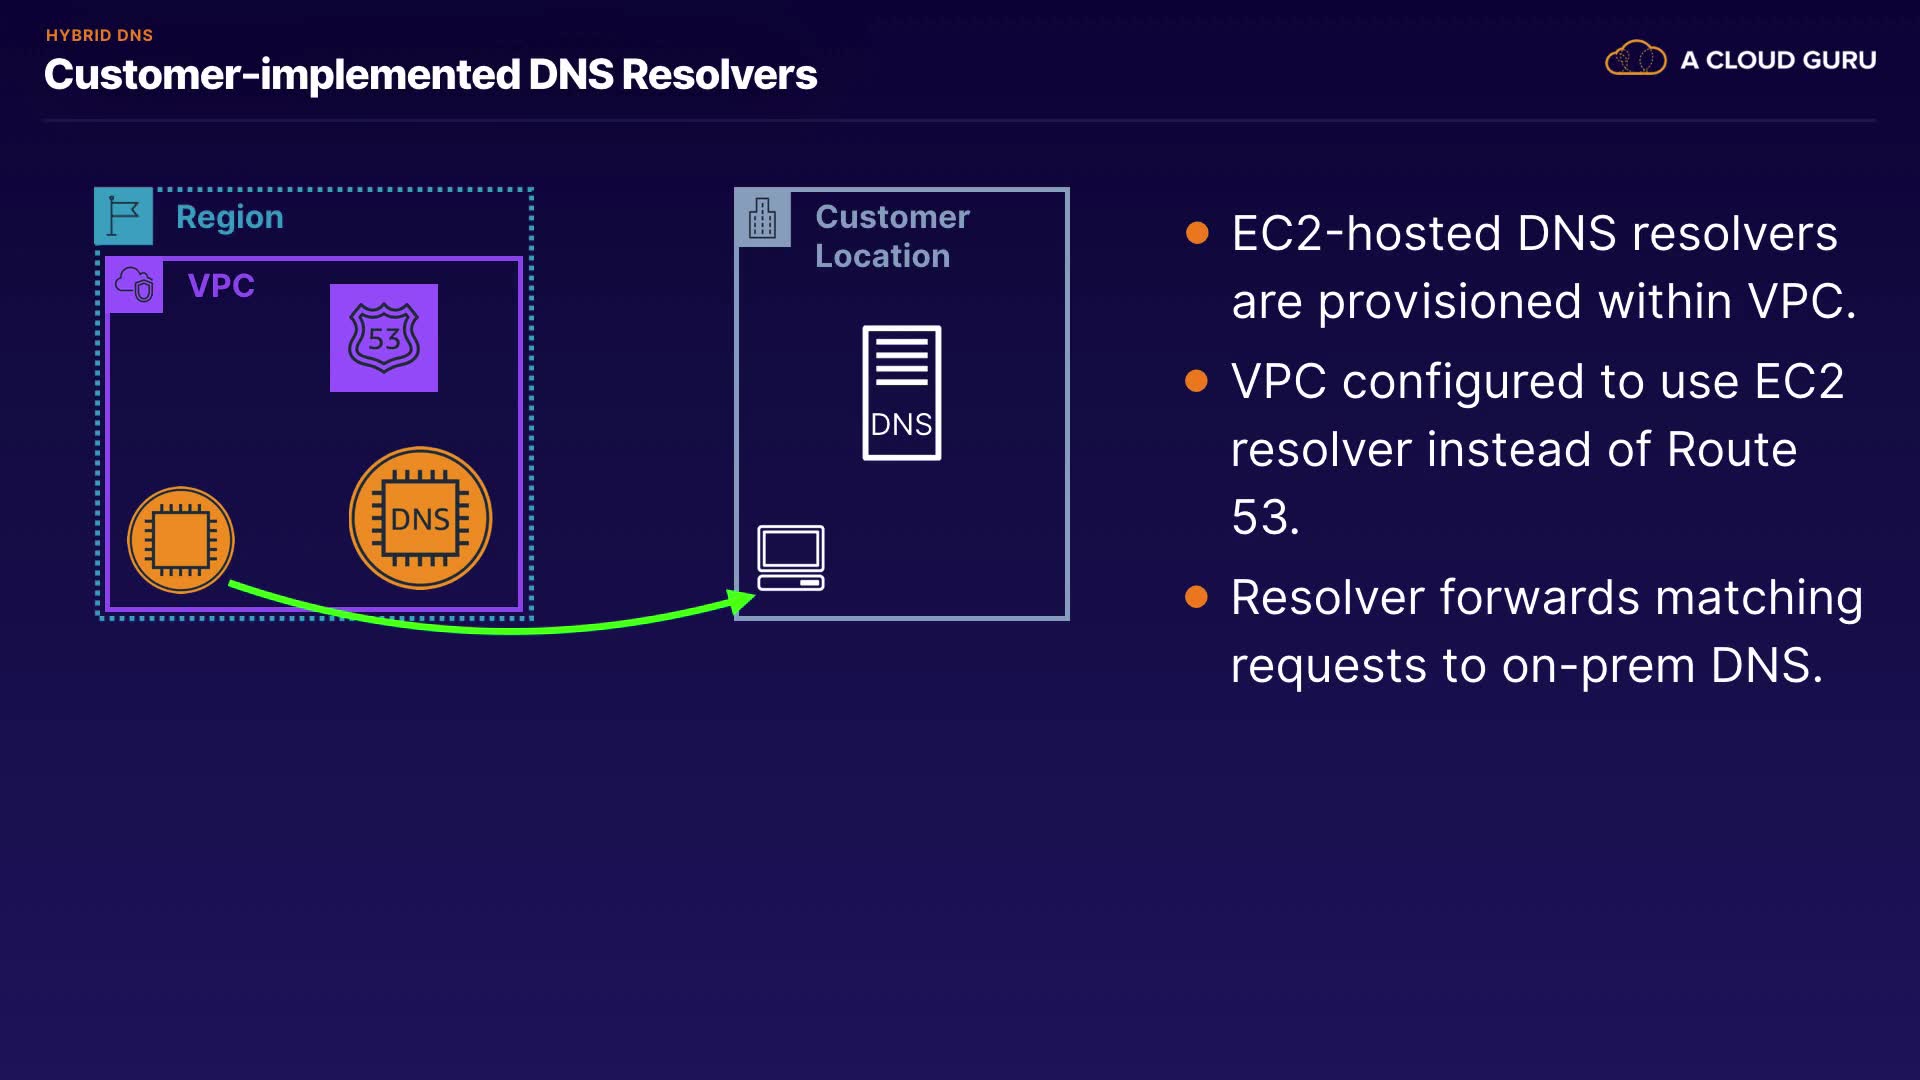 HYBRID DNS
Customer-implemented DNS Resolvers
A CLOUD GURU
Region
VPC
53
DNS
Customer
Location
DNS
EC2-hosted DNS resolvers
are provisioned within VPC.
VPC configured to use EC2
resolver instead of Route
53.
Resolver forwards matching
requests to on-prem DNS.